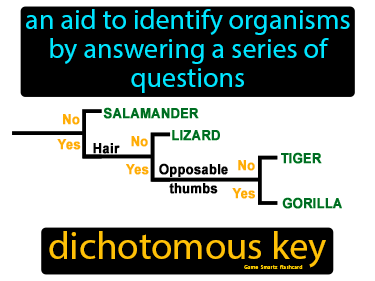 an aid to identify organisms
by answering a series of
questions
No
SALAMANDER
Yes
Hair
No
LIZARD
Yes
Opposable
thumbs
No
TIGER
Yes
GORILLA
dichotomous key
Game Smartz flashcard